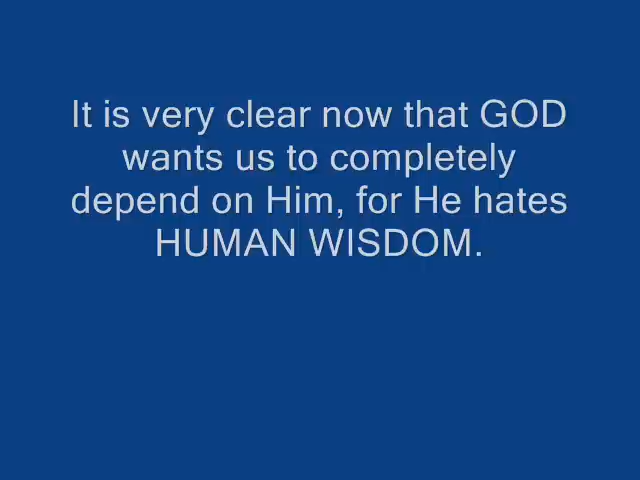 It is very clear now that GOD
wants us to completely
depend on Him, for He hates
HUMAN WISDOM.